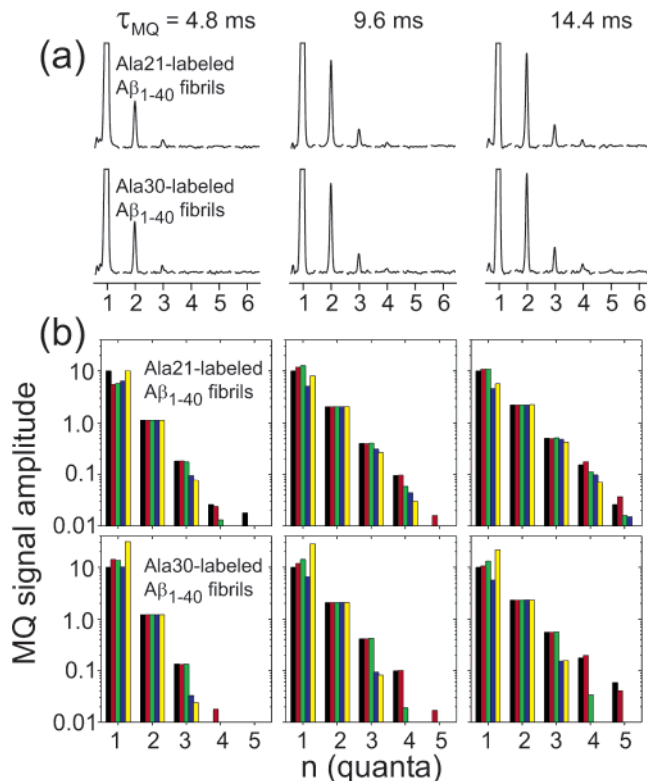 τMQ = 4.8 ms 9.6 ms 14.4 ms
(a)
Ala21-labeled
Aβ1-40 fibrils
Ala30-labeled
Aβ1-40 fibrils
1 2 3 4 5 6 1 2 3 4 5 6 1 2 3 4 5 6
(b)
MQ signal amplitude
10
1.0
0.1
0.01
Ala21-labeled
Aβ1-40 fibrils
10
1.0
0.1
0.01
Ala30-labeled
Aβ1-40 fibrils
1 2 3 4 5 1 2 3 4 5 1 2 3 4 5
n (quanta)